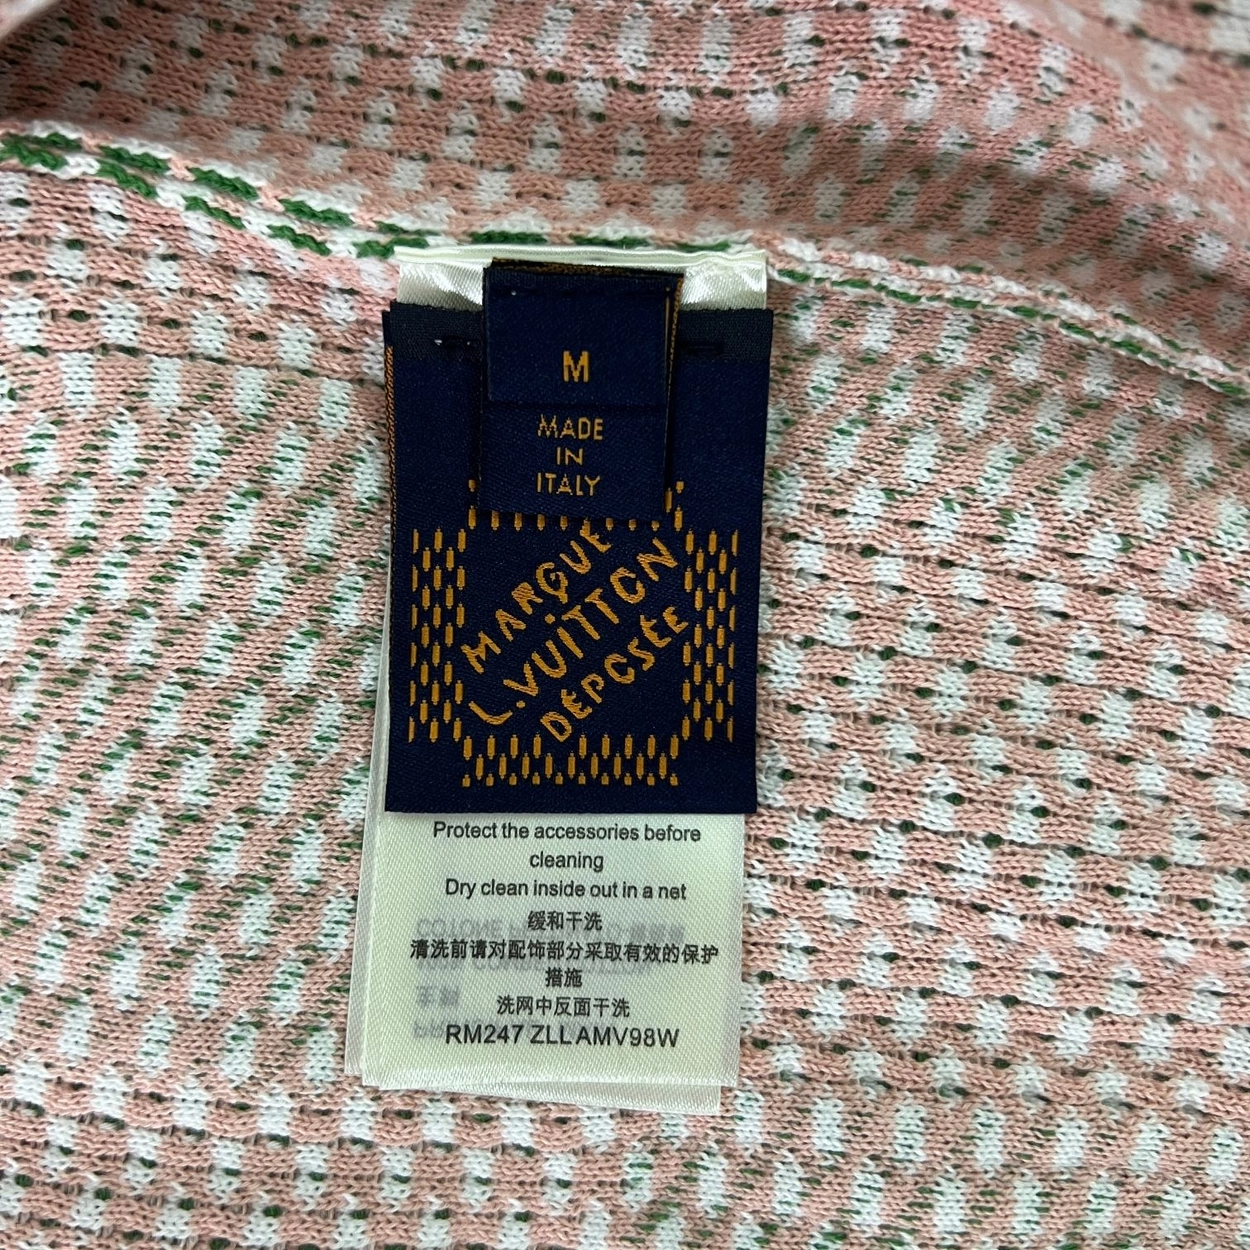 M
MADE
IN
ITALY
MARQUE
L.VUiTTON
DÉPOSÉE
Protect the accessories before
cleaning
Dry clean inside out in a net
缓和干洗
清洗前请对配饰部分采取有效的保护
措施
洗网中反面干洗
RM247 ZLL AMV98W